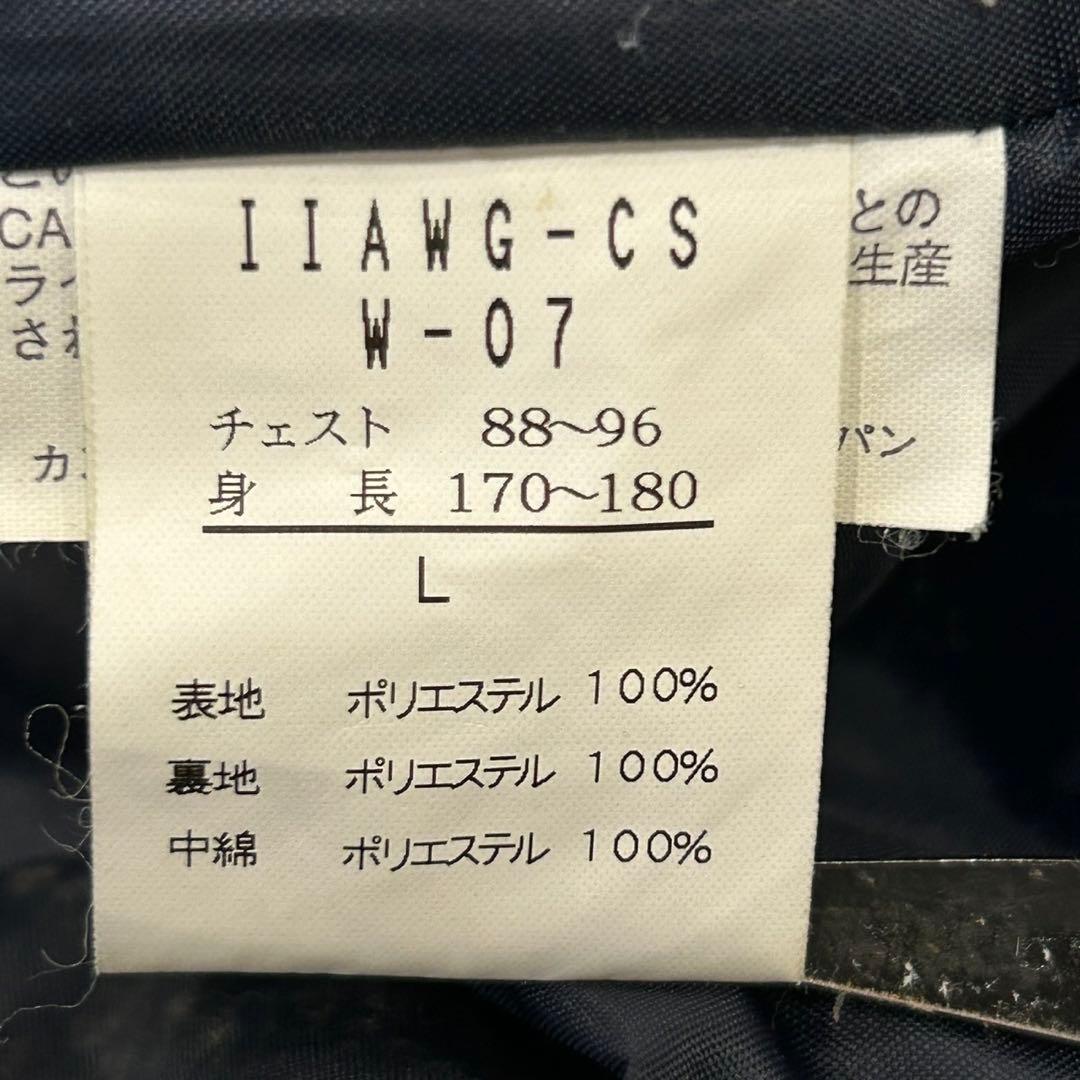 IIAWG-CS
W-07
チェスト 88~96
身長 170~180
L
表地 ポリエステル 100%
裏地 ポリエステル 100%
中綿 ポリエステル 100%
CA
との
生産
パン